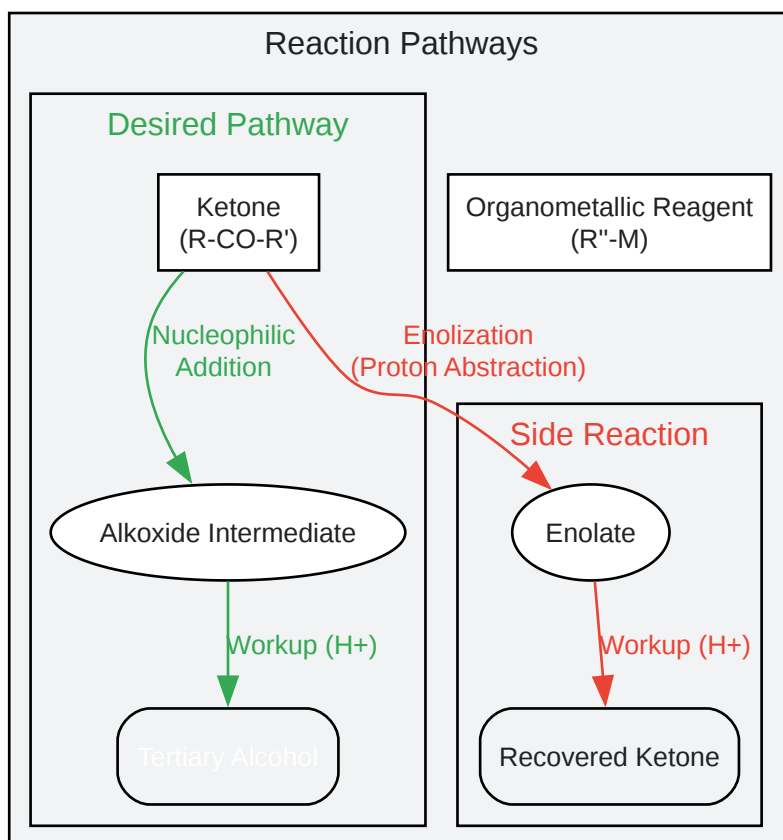 Reaction Pathways
Desired Pathway
Ketone
(R-CO-R')
Organometallic Reagent
(R"-M)
Nucleophilic
Addition
Enolization
(Proton Abstraction)
Side Reaction
Alkoxide Intermediate
Enolate
Workup (H+)
Workup (H+)
Tertiary Alcohol
Recovered Ketone